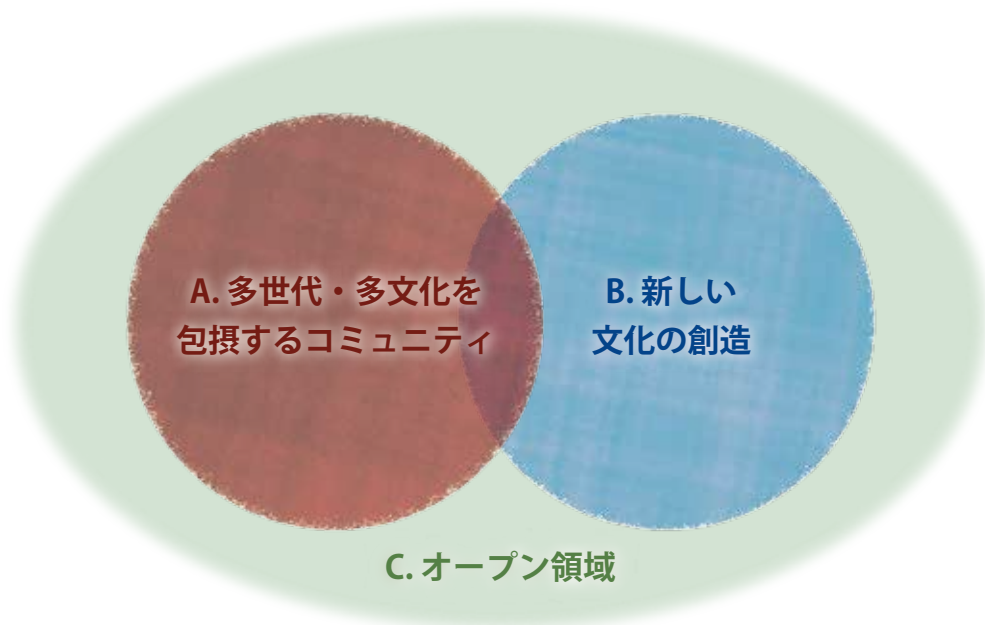 A. 多世代・多文化を
包摂するコミュニティ
B. 新しい
文化の創造
C. オープン領域